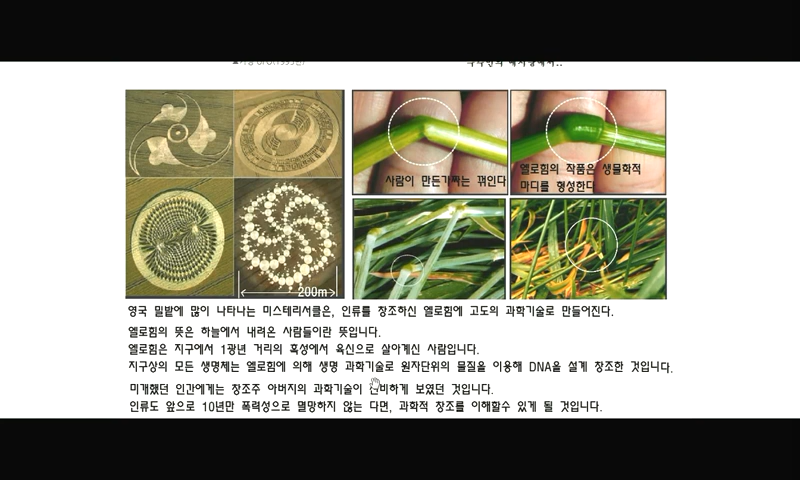 사람이 만든가짜는 꺾인다
엘로힘의 작품은 생물화적
마디를 형성한다
200m
영국 밀밭에 많이 나타나는 미스테리서클은, 인류를 창조하신 엘로힘에 고도의 과학기술로 만들어진다.
엘로힘의 뜻은 하늘에서 내려온 사람들이란 뜻입니다.
엘로힘은 지구에서 1광년 거리의 혹성에서 육신으로 살아계신 사람입니다.
지구상의 모든 생명체는 엘로힘에 의해 생명 과학기술로 원자단위의 물질을 이용해 DNA을 설계 창조한 것입니다.
미개했던 인간에게는 창조주 아버지의 과학기술이 신비하게 보였던 것입니다.
인류도 앞으로 10년만 폭력성으로 멸망하지 않는 다면, 과학적 창조를 이해할수 있게 될 것입니다.